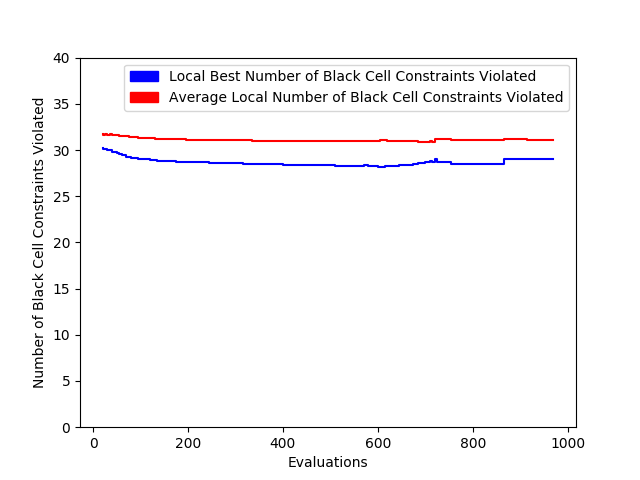 Local Best Number of Black Cell Constraints Violated
Average Local Number of Black Cell Constraints Violated
Number of Black Cell Constraints Violated
40
35
30
25
20
15
10
5
0
0 200 400 600 800 1000
Evaluations